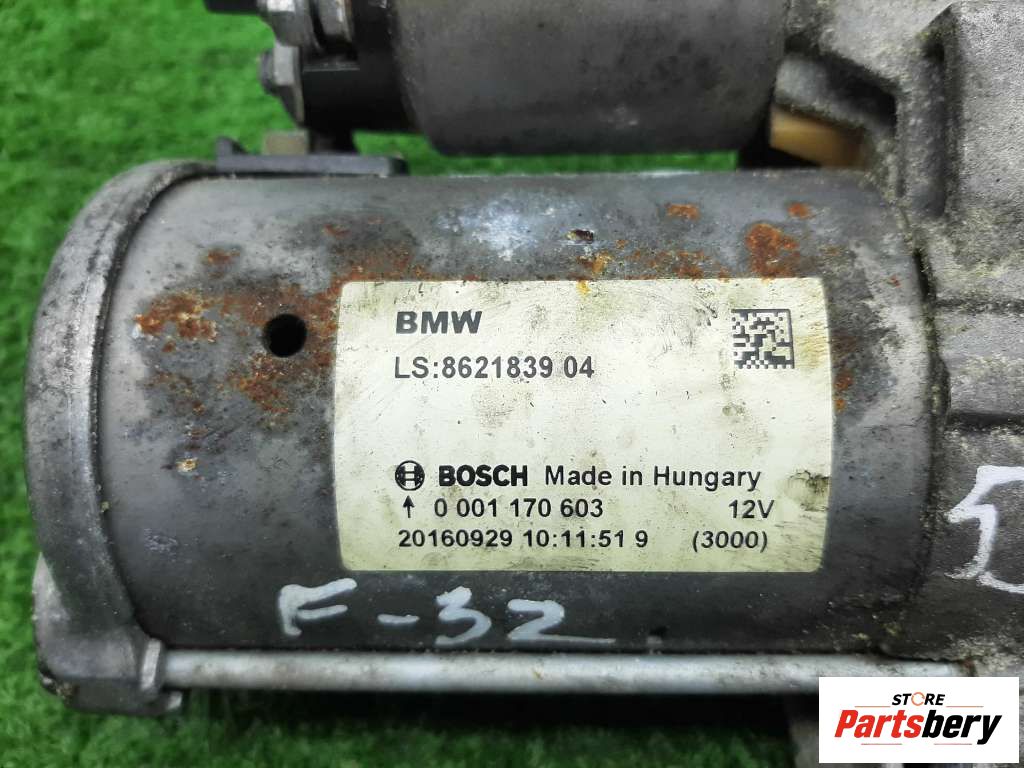 BMW
LS:8621839 04
BOSCH Made in Hungary
0 001 170 603 12V
20160929 10:11:51 9 (3000)
F-32
5
STORE
Partsbery